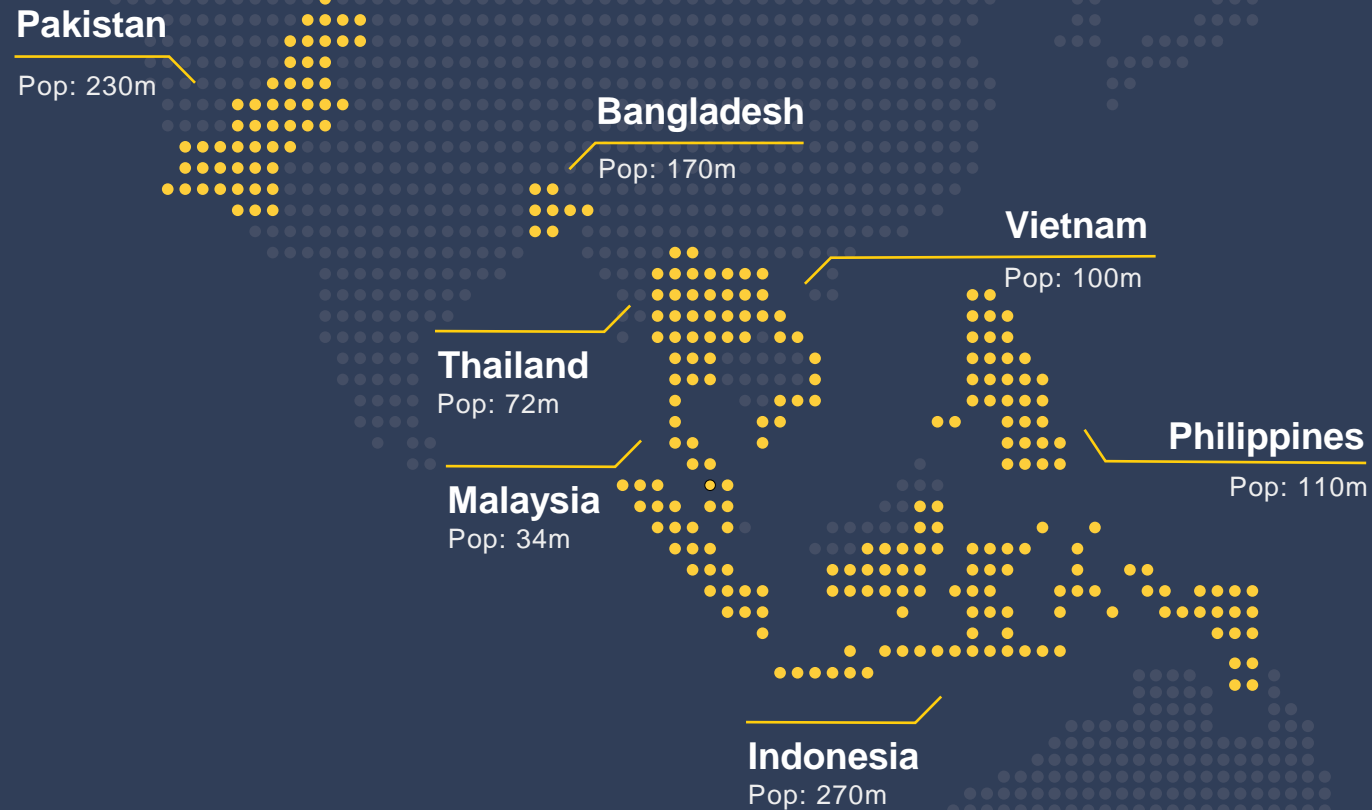 Pakistan
Pop: 230m
Bangladesh
Pop: 170m
Vietnam
Pop: 100m
Thailand
Pop: 72m
Philippines
Pop: 110m
Malaysia
Pop: 34m
Indonesia
Pop: 270m